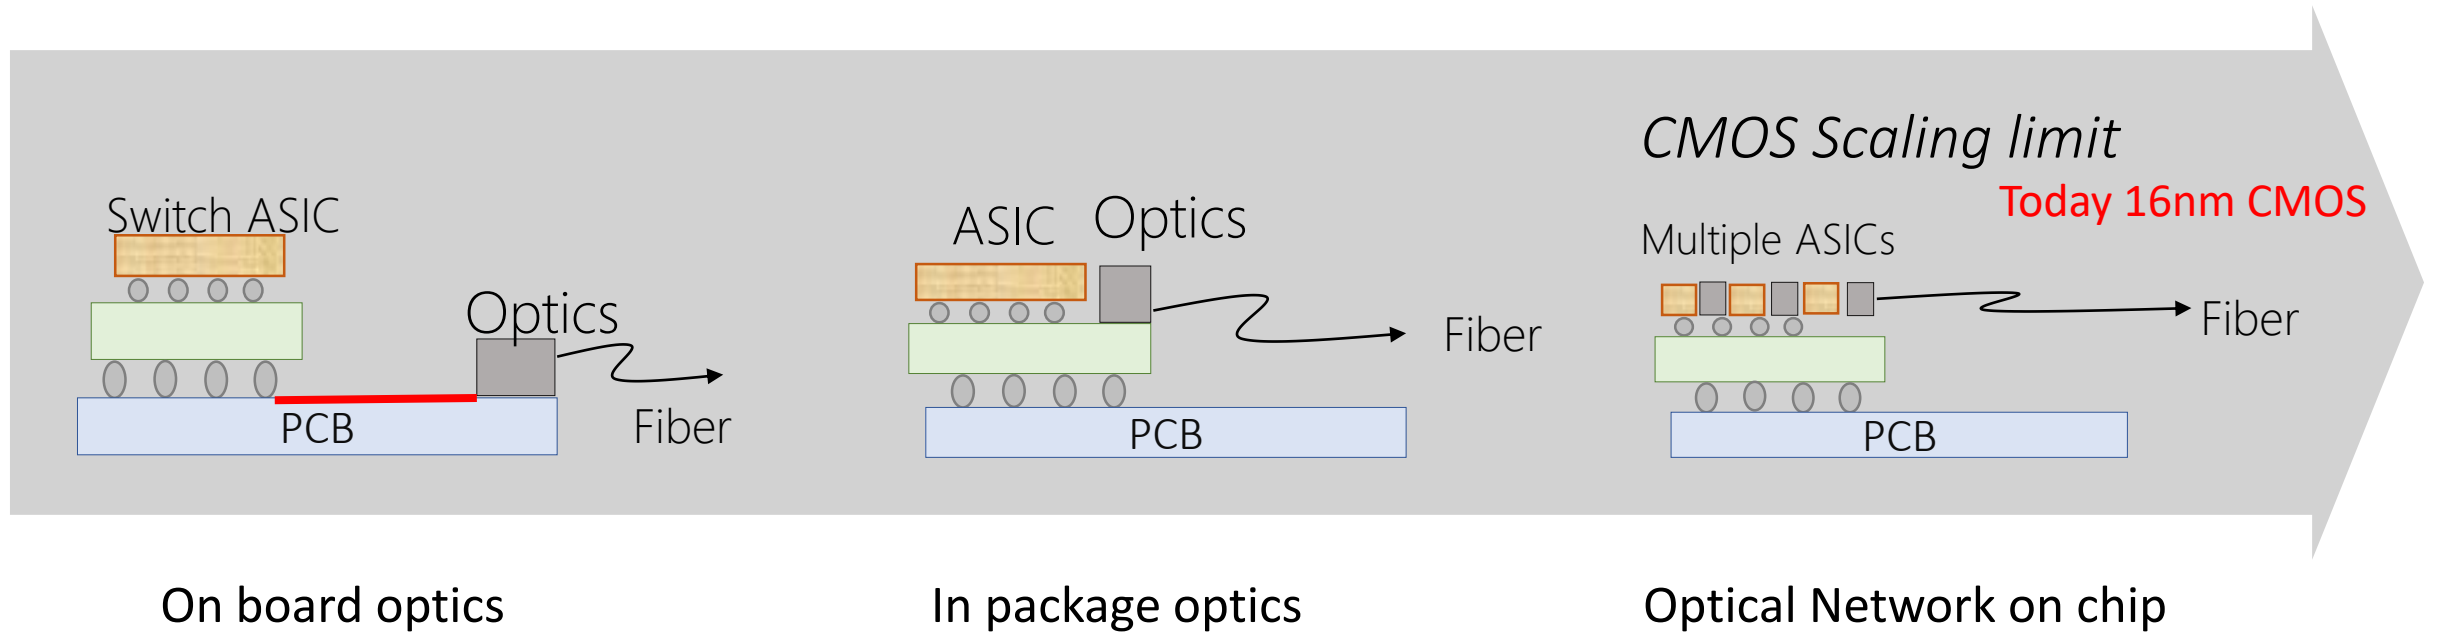 CMOS Scaling limit
Today 16nm CMOS
Switch ASIC
Optics
PCB
Fiber
ASIC
Optics
Fiber
PCB
Multiple ASICs
Fiber
PCB
On board optics
In package optics
Optical Network on chip